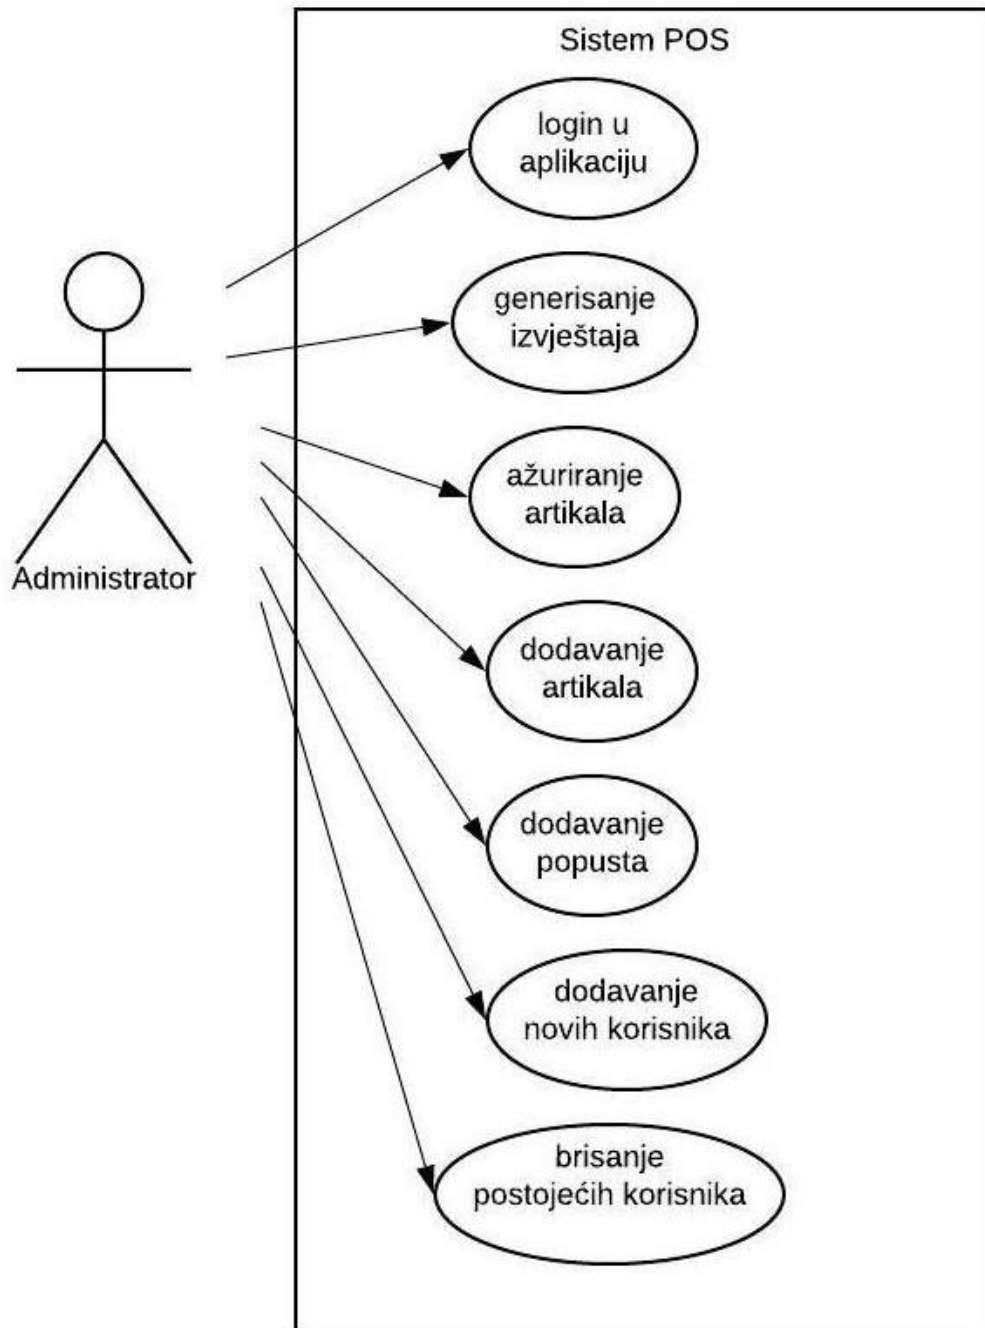 Sistem POS
login u
aplikaciju
generisanje
izvještaja
ažuriranje
artikala
Administrator
dodavanje
artikala
dodavanje
popusta
dodavanje
novih korisnika
brisanje
postojećih korisnika